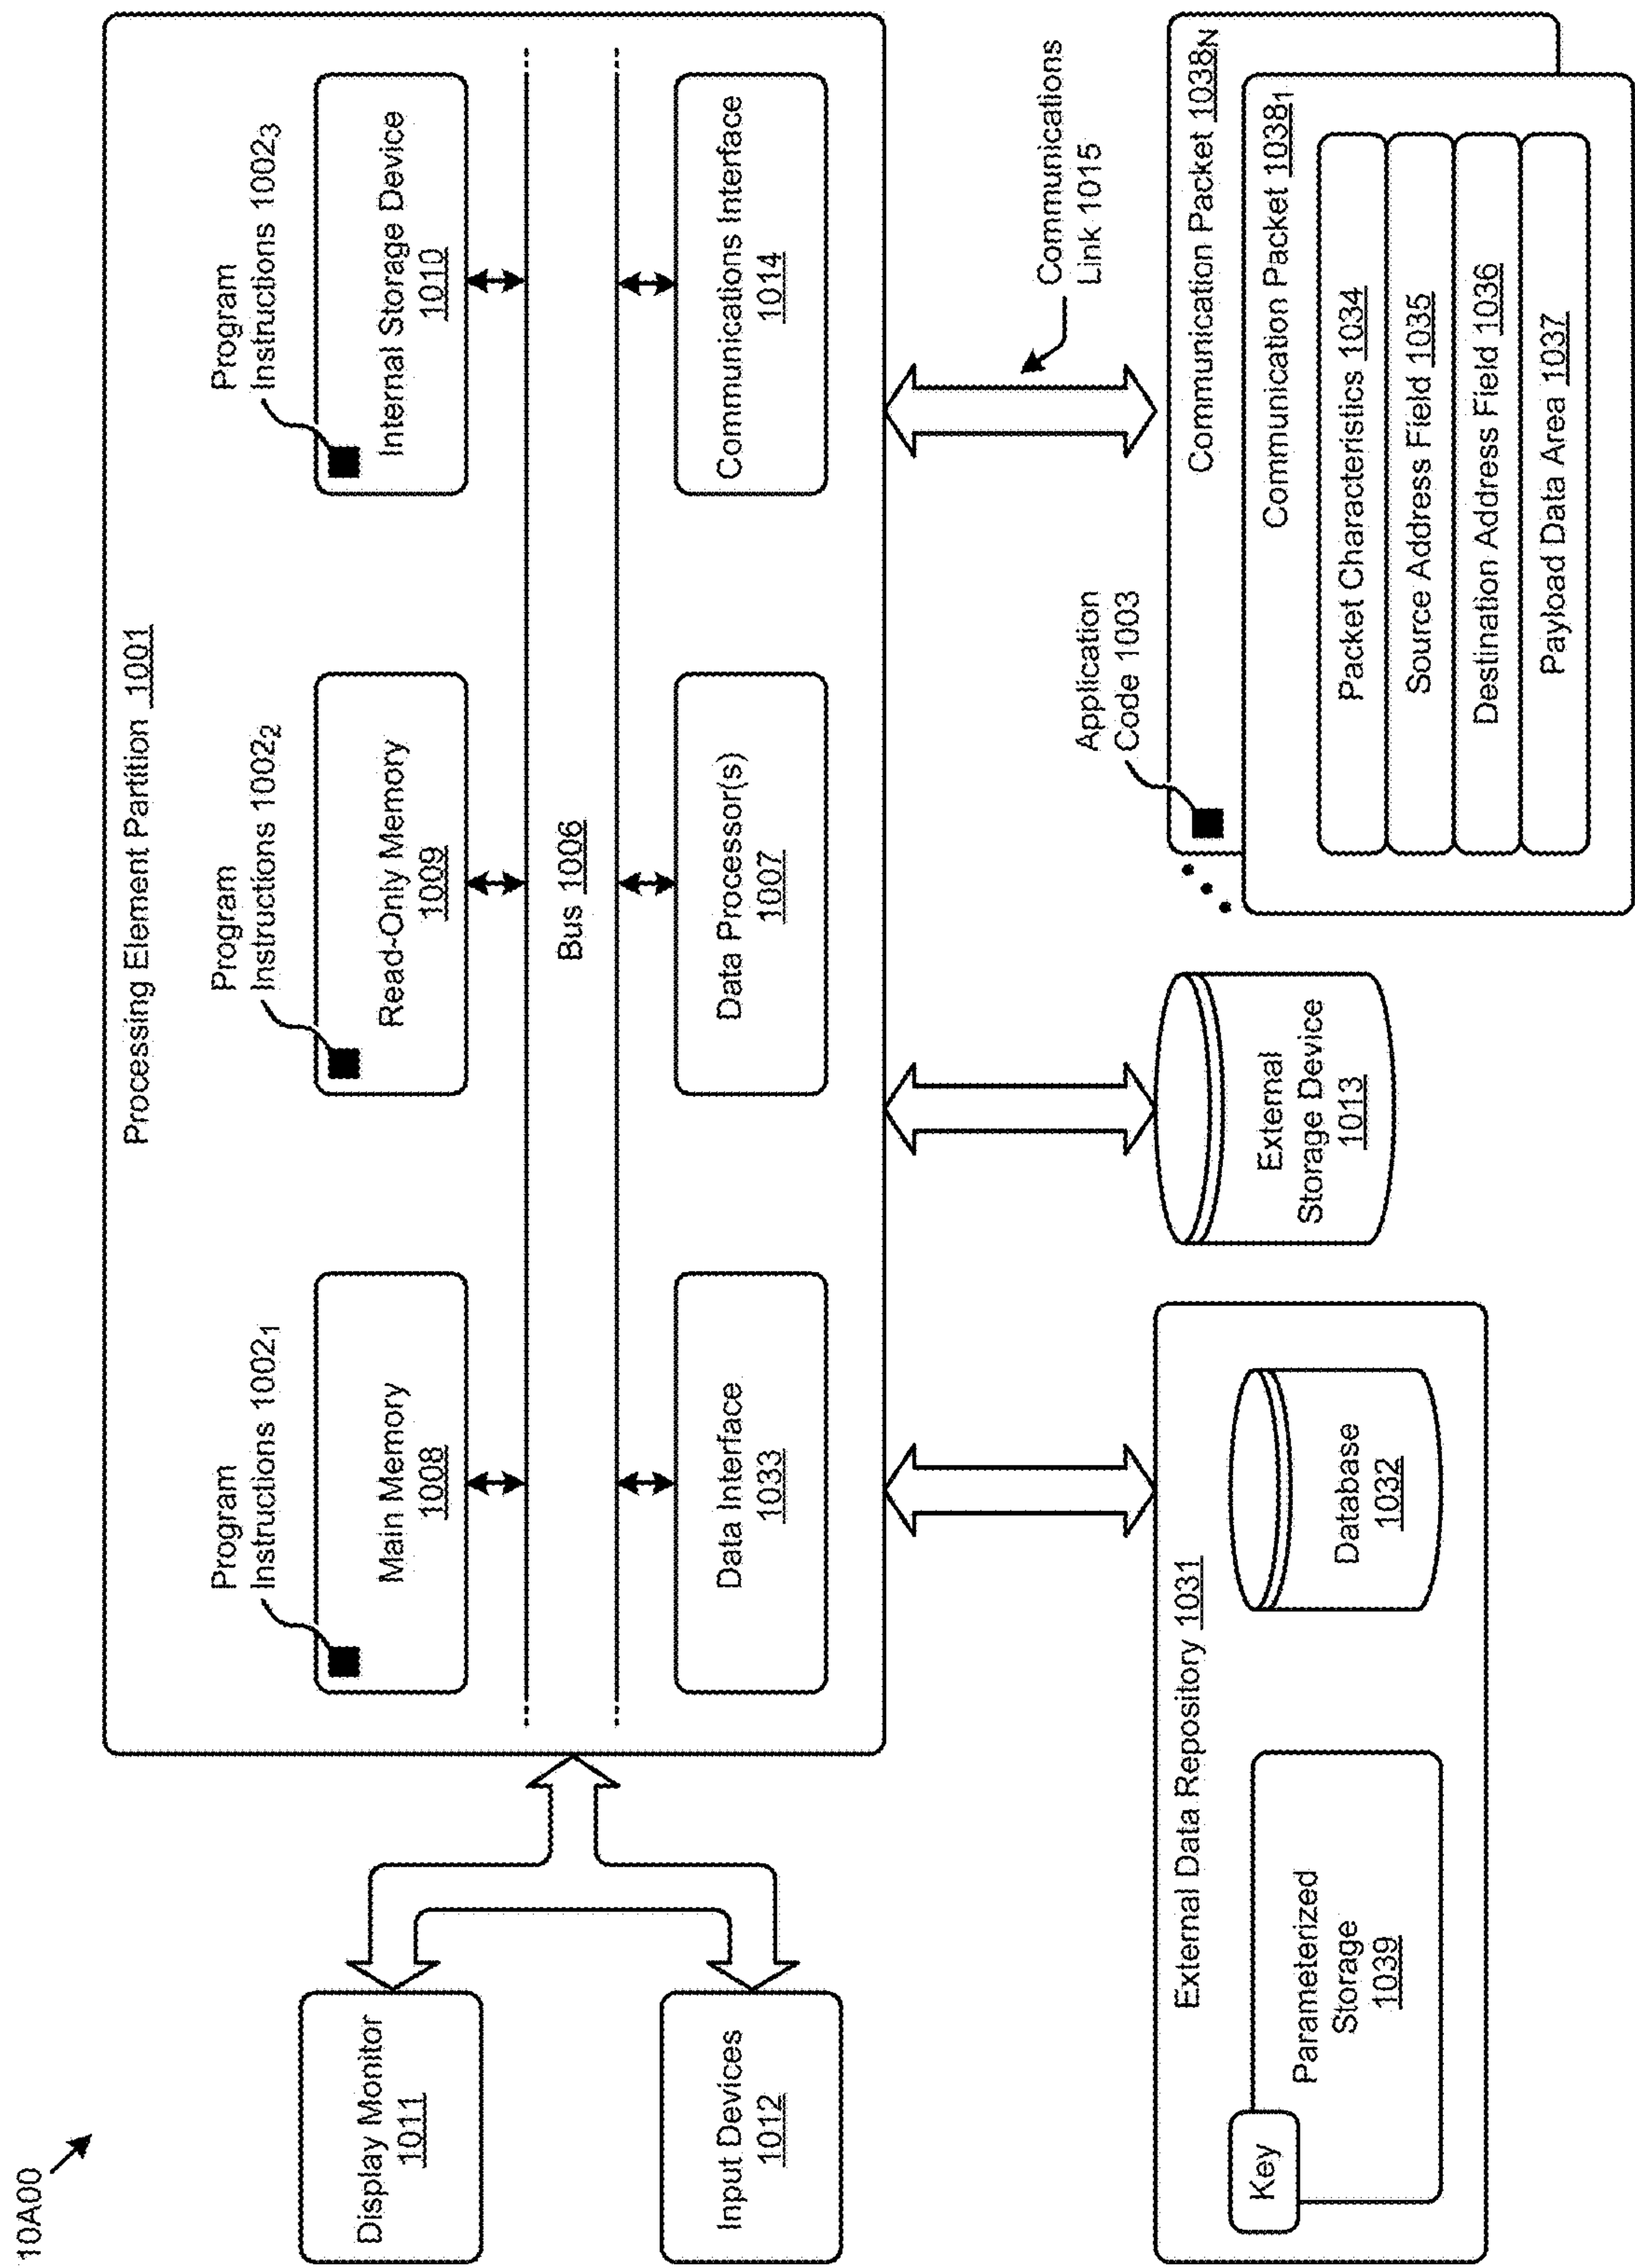 10A00
Processing Element Partition 1001
Program
Instructions 1002₁
Program
Instructions 1002₂
Program
Instructions 1002₃
Main Memory
1008
Read-Only Memory
1009
Internal Storage Device
1010
Display Monitor
1011
Bus 1006
Input Devices
1012
Data Interface
1033
Data Processor(s)
1007
Communications Interface
1014
Communications
Link 1015
Application
Code 1003
External Data Repository 1031
Key
Parameterized
Storage
1039
Database
1032
External
Storage Device
1013
Communication Packet 1038N
Communication Packet 1038₁
Packet Characteristics 1034
Source Address Field 1035
Destination Address Field 1036
Payload Data Area 1037